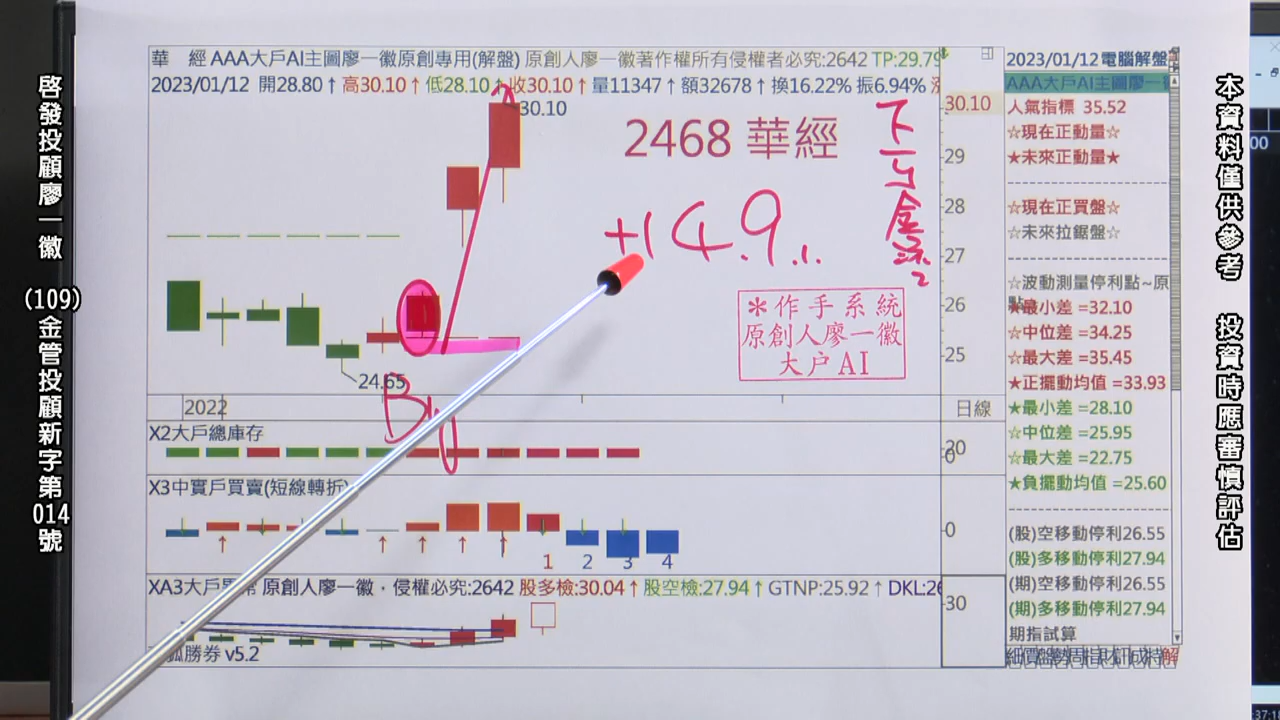 啓發投顧廖一徽 (109)金管投顧新字第014號
本資料僅供參考 投資時應審慎評估
華 經 AAA大戶AI主圖廖一徽原創專用(解盤) 原創人廖一徽著作權所有侵權者必究:2642 TP:29.79
2023/01/12 開28.80↑ 高30.10↑ 低28.10↑ 收30.10↑ 量11347↑ 額32678↑ 換16.22% 振6.94%
30.10
2468 華經
+14.9...
Buy
＊作手系統
原創人廖一徽
大户AI
24.65
30.10
29
28
27
26
25
2022
日線
X2大戶總庫存
20
0
X3中實戶買賣(短線轉折)
0
1 2 3 4
XA3大戶 原創人廖一徽，侵權必究:2642 股多檢:30.04↑ 股空檢:27.94↑ GTNP:25.92↑ DKL:26
30
狐勝券 v5.2
2023/01/12電腦解盤
AAA大戶AI主圖廖一徽
人氣指標 35.52
☆現在正動量☆
★未來正動量★
☆現在正買盤☆
☆未來拉鋸盤☆
☆波動測量停利點~原
★最小差 =32.10
☆中位差 =34.25
☆最大差 =35.45
★正擺動均值 =33.93
★最小差 =28.10
☆中位差 =25.95
☆最大差 =22.75
★負擺動均值 =25.60
(股)空移動停利26.55
(股)多移動停利27.94
(期)空移動停利26.55
(期)多移動停利27.94
期指試算